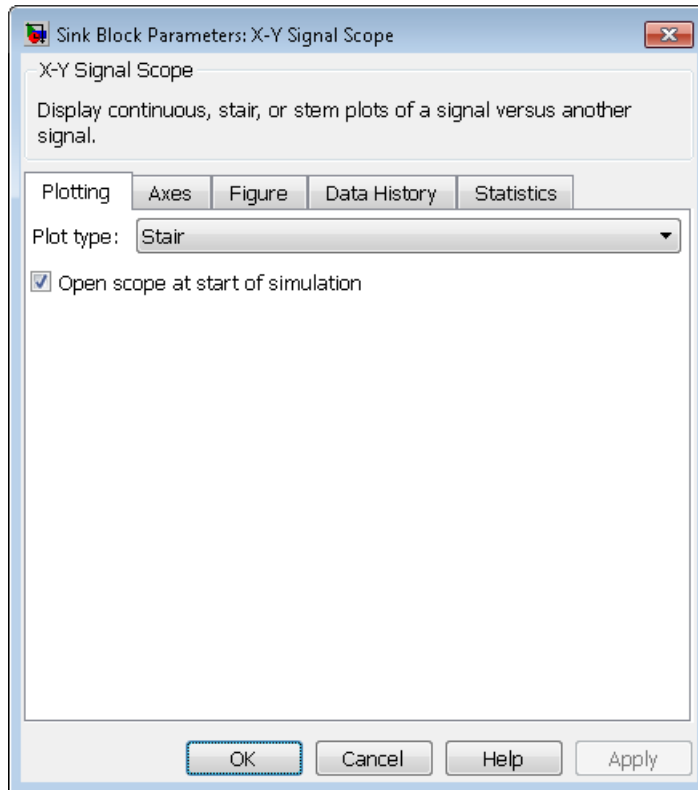 Sink Block Parameters: X-Y Signal Scope
X-Y Signal Scope
Display continuous, stair, or stem plots of a signal versus another
signal.
Plotting Axes Figure Data History Statistics
Plot type: Stair
Open scope at start of simulation
OK Cancel Help Apply